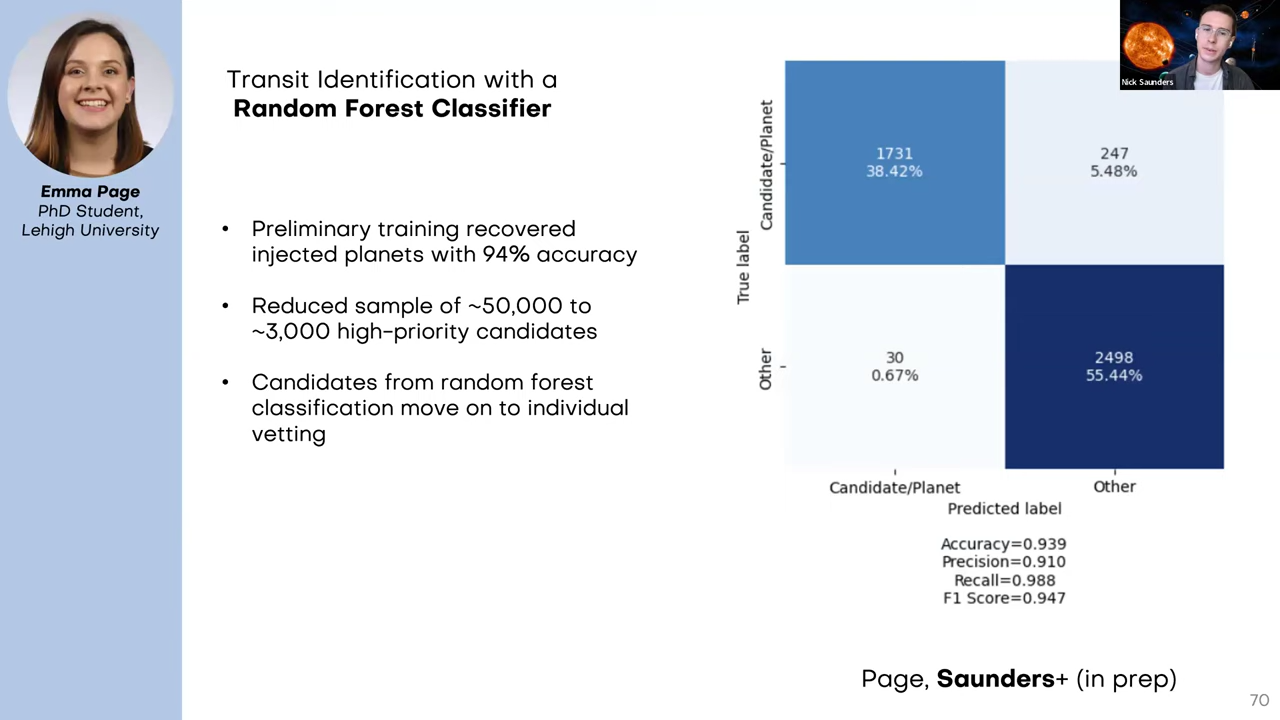 Emma Page
PhD Student,
Lehigh University
Transit Identification with a
Random Forest Classifier
• Preliminary training recovered
injected planets with 94% accuracy
• Reduced sample of ~50,000 to
~3,000 high-priority candidates
• Candidates from random forest
classification move on to individual
vetting
Nick Saunders
True label
Candidate/Planet
1731
38.42%
247
5.48%
Other
30
0.67%
2498
55.44%
Candidate/Planet
Other
Predicted label
Accuracy=0.939
Precision=0.910
Recall=0.988
F1 Score=0.947
Page, Saunders+ (in prep)
70